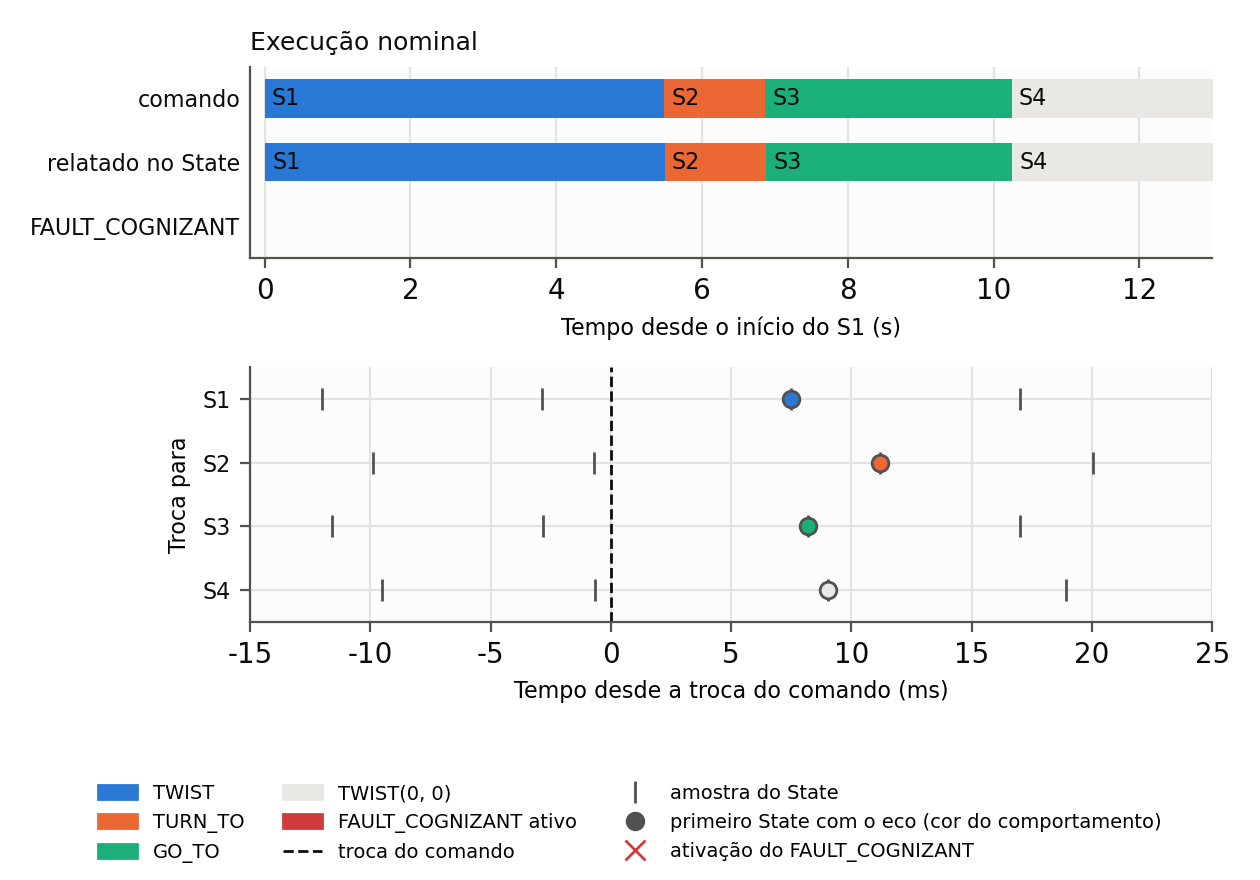 Execução nominal
comando
S1 S2 S3 S4
relatado no State
S1 S2 S3 S4
FAULT_COGNIZANT
0 2 4 6 8 10 12
Tempo desde o início do S1 (s)
Troca para
S1
S2
S3
S4
-15 -10 -5 0 5 10 15 20 25
Tempo desde a troca do comando (ms)
TWIST
TURN_TO
GO_TO
TWIST(0, 0)
FAULT_COGNIZANT ativo
troca do comando
amostra do State
primeiro State com o eco (cor do comportamento)
ativação do FAULT_COGNIZANT